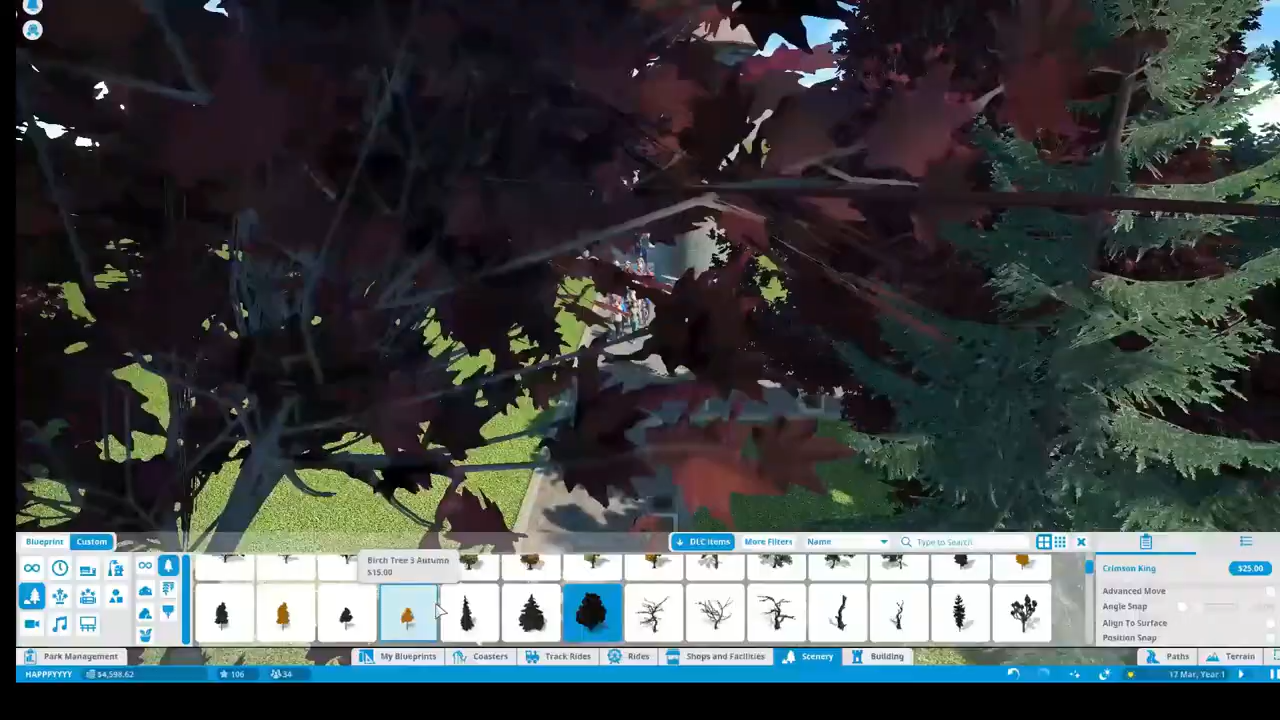 Blueprint
Custom
DLC Items
More Filters
Name
Type to Search
Birch Tree 3 Autumn
$15.00
Crimson King
$25.00
Advanced Move
Angle Snap
Align To Surface
Position Snap
Park Management
My Blueprints
Coasters
Track Rides
Rides
Shops and Facilities
Scenery
Building
Paths
Terrain
HAPPPYYYY
$4,598.62
106
34
17 Mar, Year 1